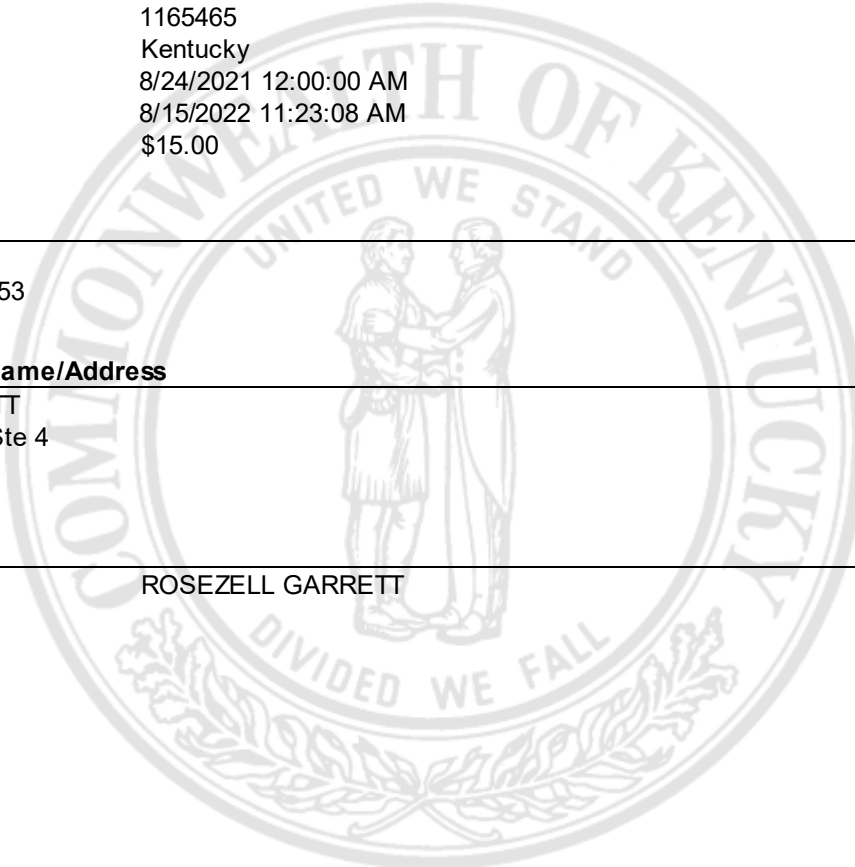 1165465
Kentucky
8/24/2021 12:00:00 AM
8/15/2022 11:23:08 AM
$15.00
COMMONWEALTH OF KENTUCKY
UNITED WE STAND
53
ame/Address
TT
Ste 4
ROSEZELL GARRETT
DIVIDED WE FALL